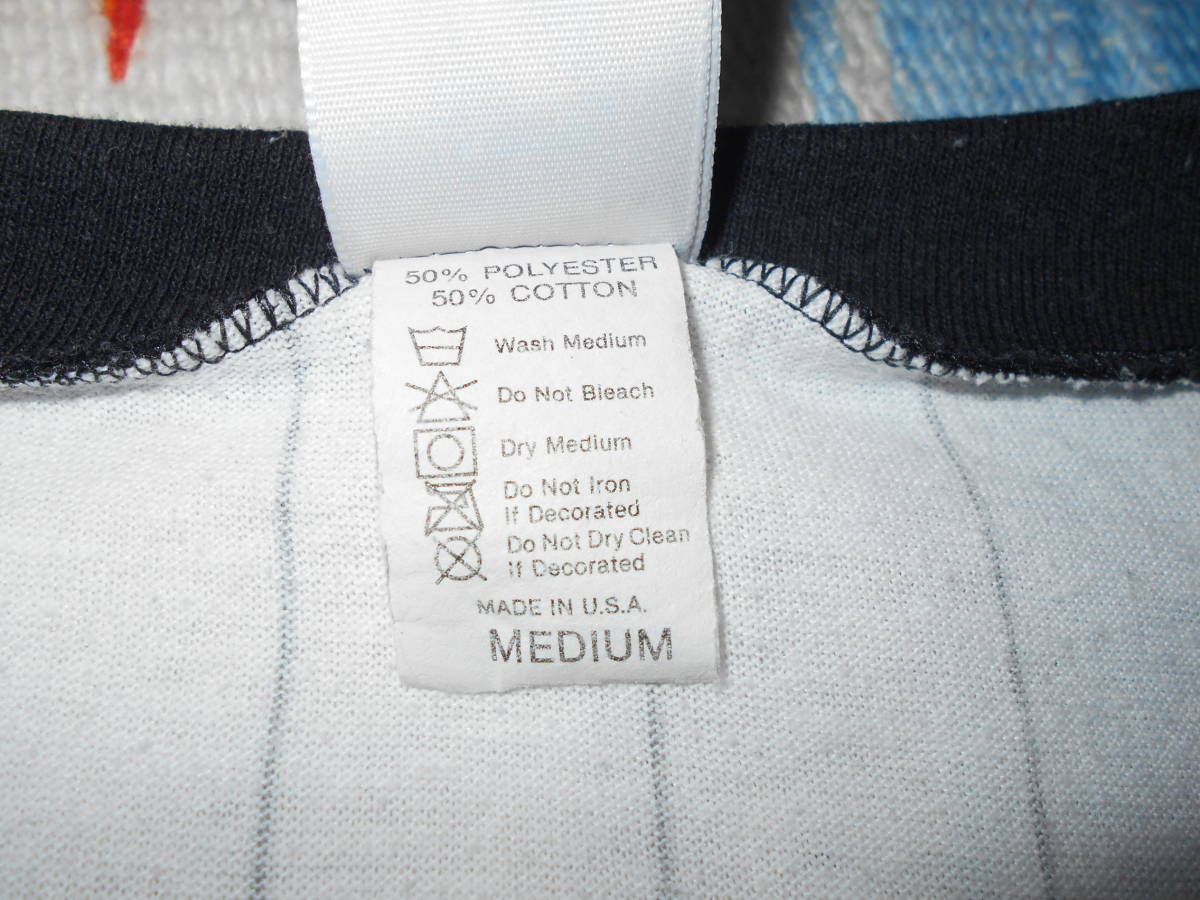 50% POLYESTER
50% COTTON
Wash Medium
Do Not Bleach
Dry Medium
Do Not Iron
If Decorated
Do Not Dry Clean
If Decorated
MADE IN U.S.A.
MEDIUM